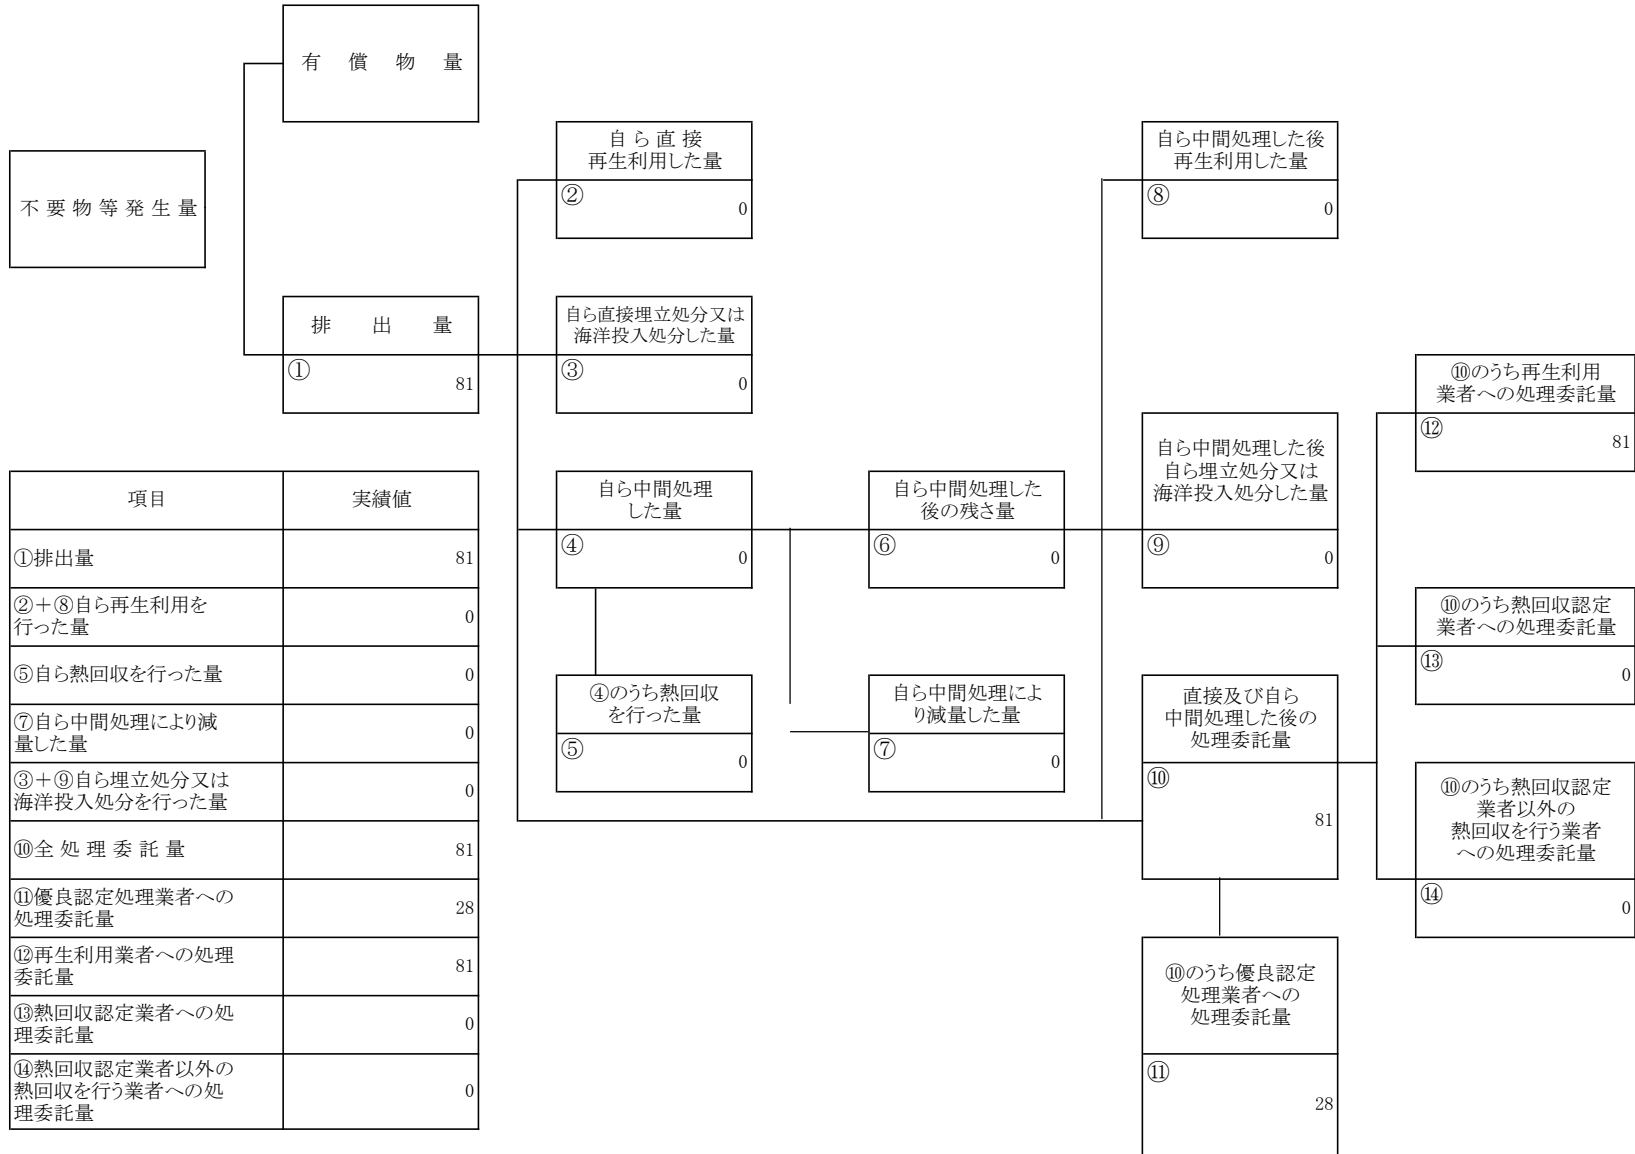 有償物量
不要物等発生量
自ら直接
再生利用した量
②
0
自ら中間処理した後
再生利用した量
⑧
0
排出量
①
81
自ら直接埋立処分又は
海洋投入処分した量
③
0
⑩のうち再生利用
業者への処理委託量
⑫
81
自ら中間処理
した量
④
0
自ら中間処理した
後の残さ量
⑥
0
自ら中間処理した後
自ら埋立処分又は
海洋投入処分した量
⑨
0
⑩のうち熱回収認定
業者への処理委託量
⑬
0
④のうち熱回収
を行った量
⑤
0
自ら中間処理によ
り減量した量
⑦
0
直接及び自ら
中間処理した後の
処理委託量
⑩
81
⑩のうち熱回収認定
業者以外の
熱回収を行う業者
への処理委託量
⑭
0
⑩のうち優良認定
処理業者への
処理委託量
⑪
28
項目 実績値
①排出量 81
②+⑧自ら再生利用を
行った量 0
⑤自ら熱回収を行った量 0
⑦自ら中間処理により減
量した量 0
③+⑨自ら埋立処分又は
海洋投入処分を行った量 0
⑩全処理委託量 81
⑪優良認定処理業者への
処理委託量 28
⑫再生利用業者への処理
委託量 81
⑬熱回収認定業者への処
理委託量 0
⑭熱回収認定業者以外の
熱回収を行う業者への処
理委託量 0